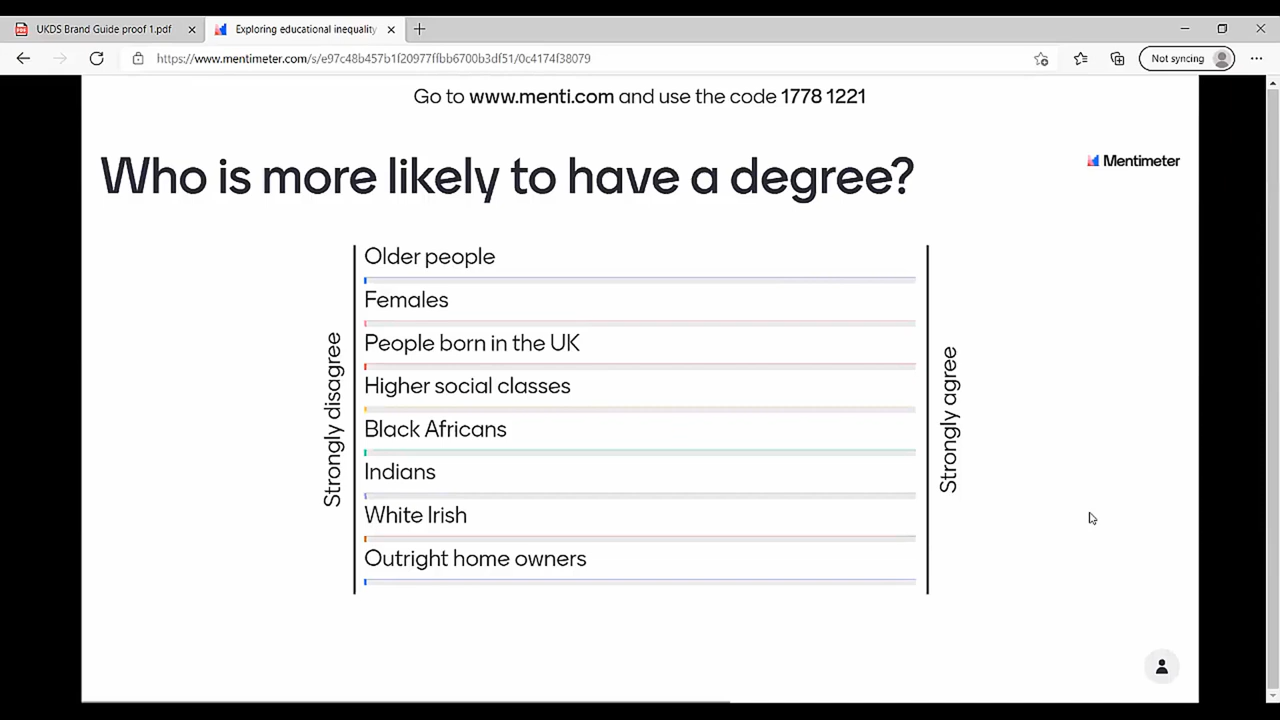 UKDS Brand Guide proof 1.pdf
Exploring educational inequality
https://www.mentimeter.com/s/e97c48b457b1f20977ffbb6700b3df51/0c4174f38079
Not syncing
Go to www.menti.com and use the code 1778 1221
Who is more likely to have a degree?
Mentimeter
Strongly disagree
Older people
Females
People born in the UK
Higher social classes
Black Africans
Indians
White Irish
Outright home owners
Strongly agree